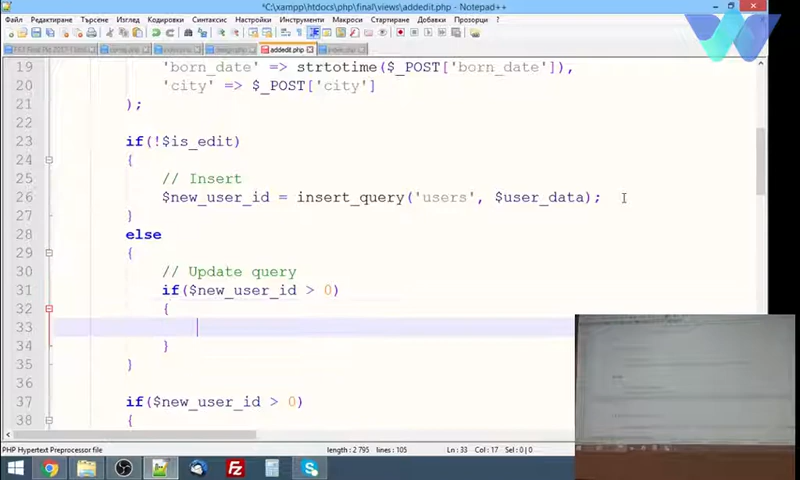 *C:\xampp\htdocs\php\final\views\addedit.php - Notepad++
Файл Редактиране Търсене Изглед Кодировки Синтаксис Настройки Инструменти Макроси Стартиране Добавки Прозорци ?
addedit.php
19 'born_date' => strtotime($_POST['born_date']),
20 'city' => $_POST['city']
21 );
22
23 if(!$is_edit)
24 {
25 // Insert
26 $new_user_id = insert_query('users', $user_data);
27 }
28 else
29 {
30 // Update query
31 if($new_user_id > 0)
32 {
33
34 }
35 }
36
37 if($new_user_id > 0)
38 {
PHP Hypertext Preprocessor file length : 2 795 lines : 105 Ln : 33 Col : 17 Sel : 0 | 0